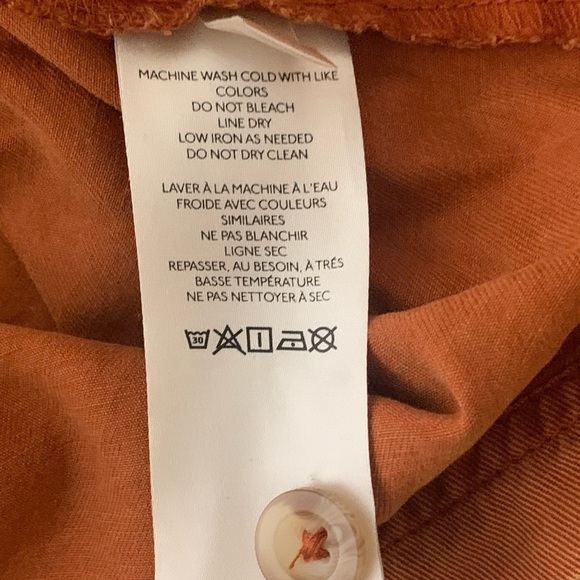 MACHINE WASH COLD WITH LIKE
COLORS
DO NOT BLEACH
LINE DRY
LOW IRON AS NEEDED
DO NOT DRY CLEAN
LAVER À LA MACHINE À L'EAU
FROIDE AVEC COULEURS
SIMILAIRES
NE PAS BLANCHIR
LIGNE SEC
REPASSER, AU BESOIN, À TRÉS
BASSE TEMPÉRATURE
NE PAS NETTOYER À SEC
30